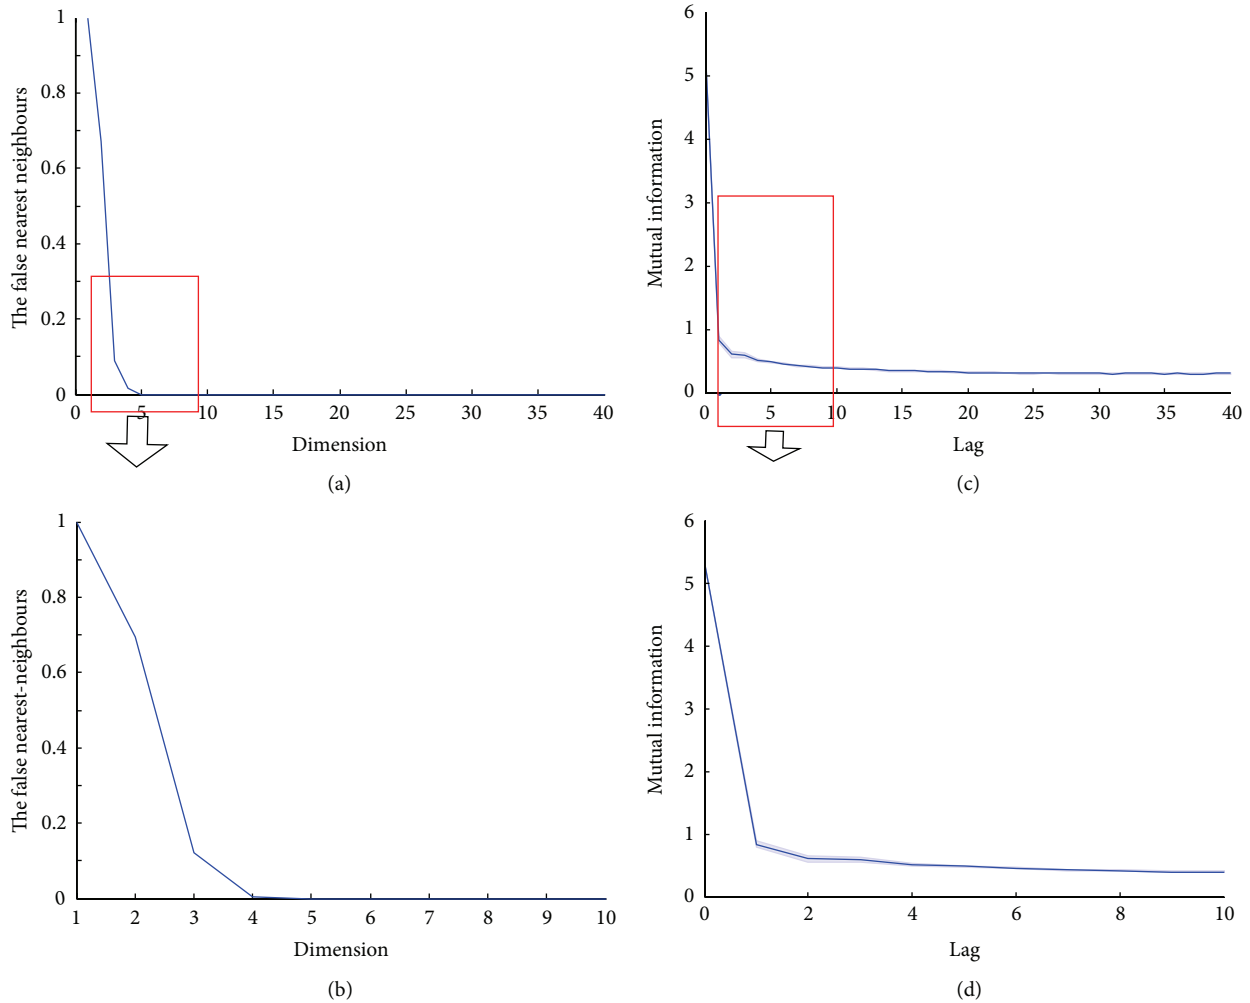 The false nearest neighbours
1
0.8
0.6
0.4
0.2
0
0 5 10 15 20 25 30 35 40
Dimension
(a)
Mutual information
6
5
4
3
2
1
0
0 5 10 15 20 25 30 35 40
Lag
(c)
The false nearest-neighbours
1
0.8
0.6
0.4
0.2
0
1 2 3 4 5 6 7 8 9 10
Dimension
(b)
Mutual information
6
5
4
3
2
1
0
0 2 4 6 8 10
Lag
(d)